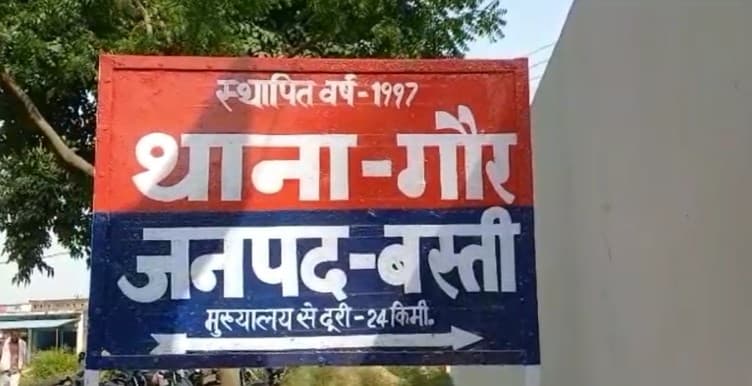 स्थापित वर्ष-1997
थाना-गौर
जनपद-बस्ती
मुख्यालय से दूरी-24 किमी.